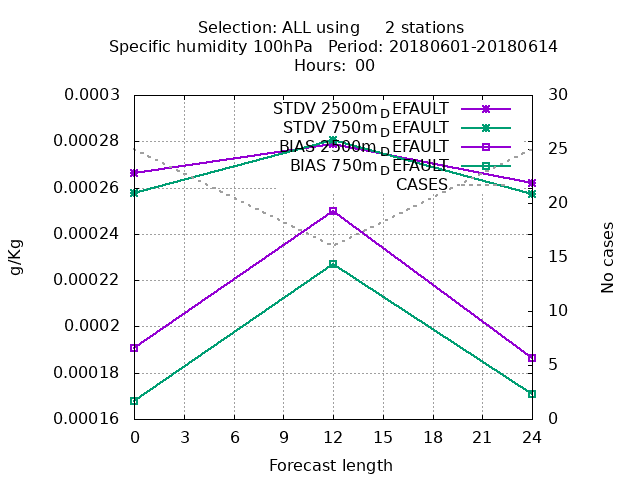 Selection: ALL using 2 stations
Specific humidity 100hPa Period: 20180601-20180614
Hours: 00
0.0003
0.00028
0.00026
0.00024
0.00022
0.0002
0.00018
0.00016
g/Kg
STDV 2500m_DEFAULT
STDV 750m_DEFAULT
BIAS 2500m_DEFAULT
BIAS 750m_DEFAULT
CASES
30
25
20
15
10
5
0
No cases
0 3 6 9 12 15 18 21 24
Forecast length